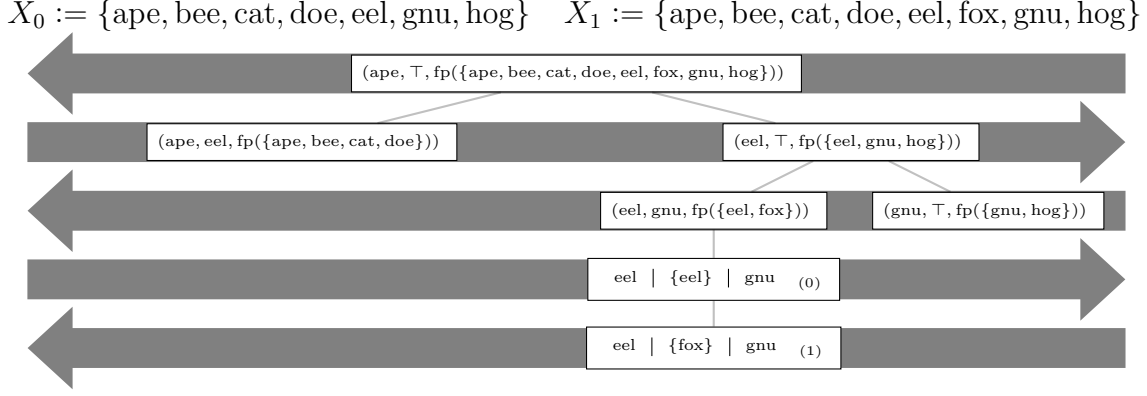 X₀ := {ape, bee, cat, doe, eel, gnu, hog} X₁ := {ape, bee, cat, doe, eel, fox, gnu, hog}
(ape, ⊤, fp({ape, bee, cat, doe, eel, fox, gnu, hog}))
(ape, eel, fp({ape, bee, cat, doe})) (eel, ⊤, fp({eel, gnu, hog}))
(eel, gnu, fp({eel, fox})) (gnu, ⊤, fp({gnu, hog}))
eel | {eel} | gnu (0)
eel | {fox} | gnu (1)